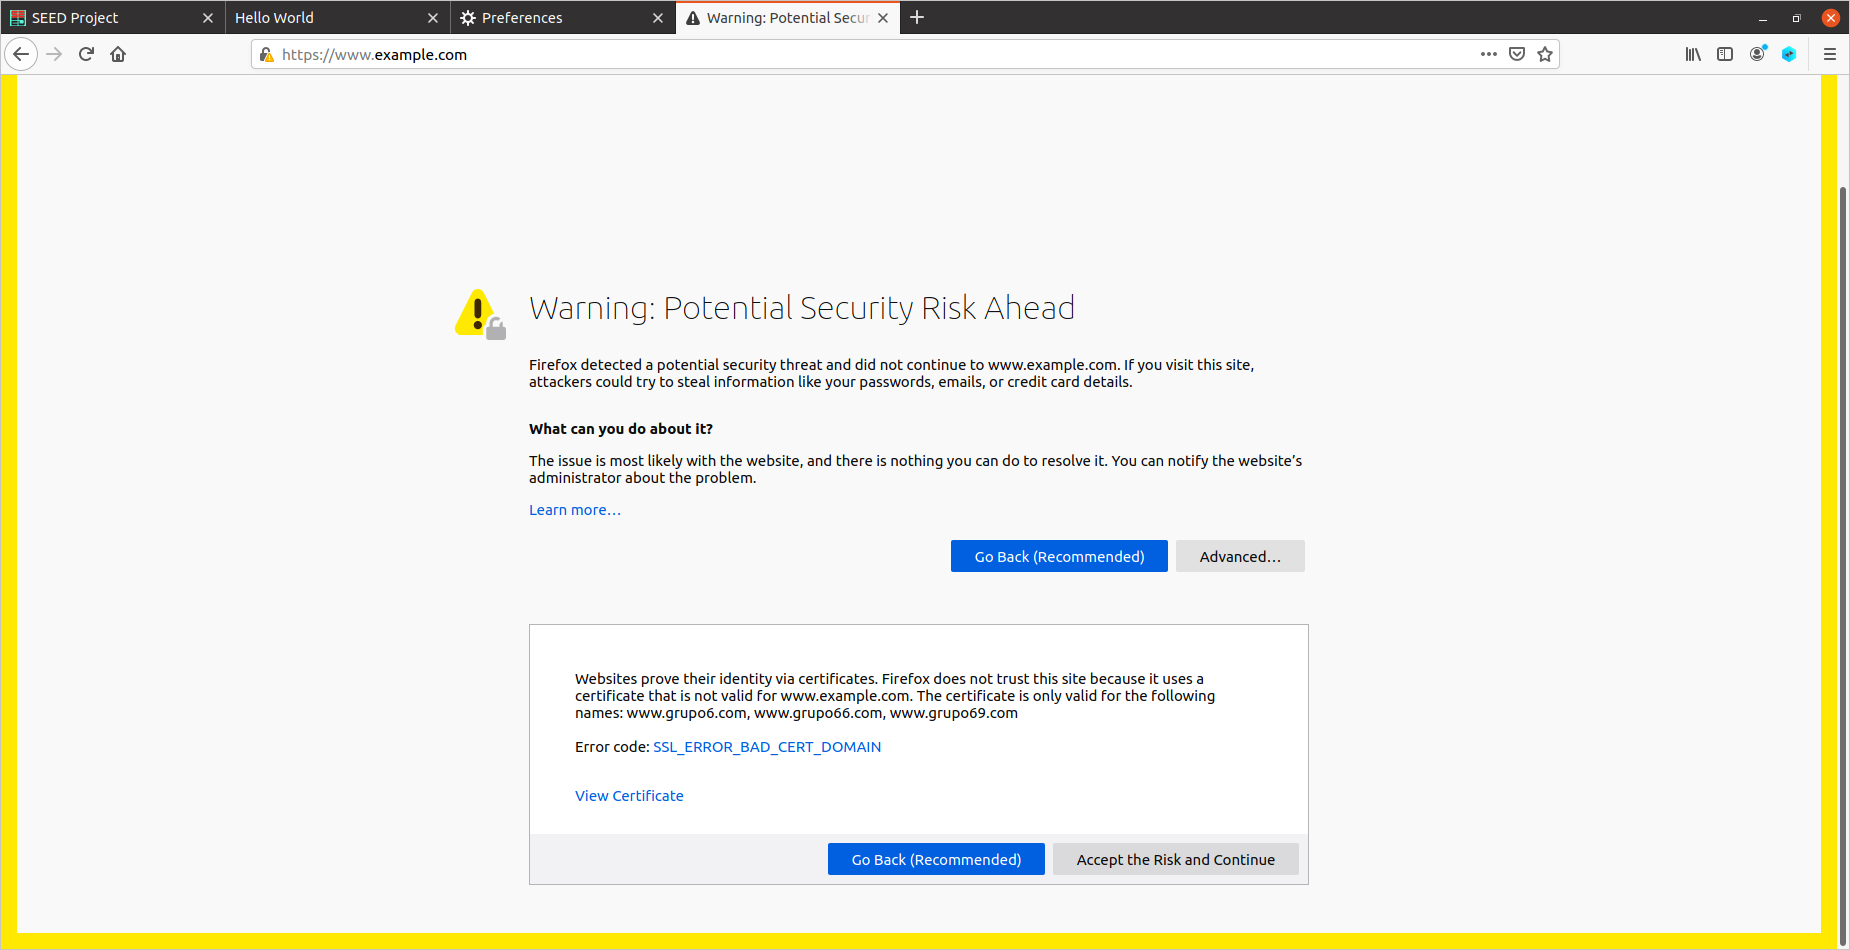 SEED Project
Hello World
Preferences
Warning: Potential Secur
https://www.example.com
Warning: Potential Security Risk Ahead
Firefox detected a potential security threat and did not continue to www.example.com. If you visit this site,
attackers could try to steal information like your passwords, emails, or credit card details.
What can you do about it?
The issue is most likely with the website, and there is nothing you can do to resolve it. You can notify the website’s
administrator about the problem.
Learn more…
Go Back (Recommended)
Advanced…
Websites prove their identity via certificates. Firefox does not trust this site because it uses a
certificate that is not valid for www.example.com. The certificate is only valid for the following
names: www.grupo6.com, www.grupo66.com, www.grupo69.com
Error code: SSL_ERROR_BAD_CERT_DOMAIN
View Certificate
Go Back (Recommended)
Accept the Risk and Continue